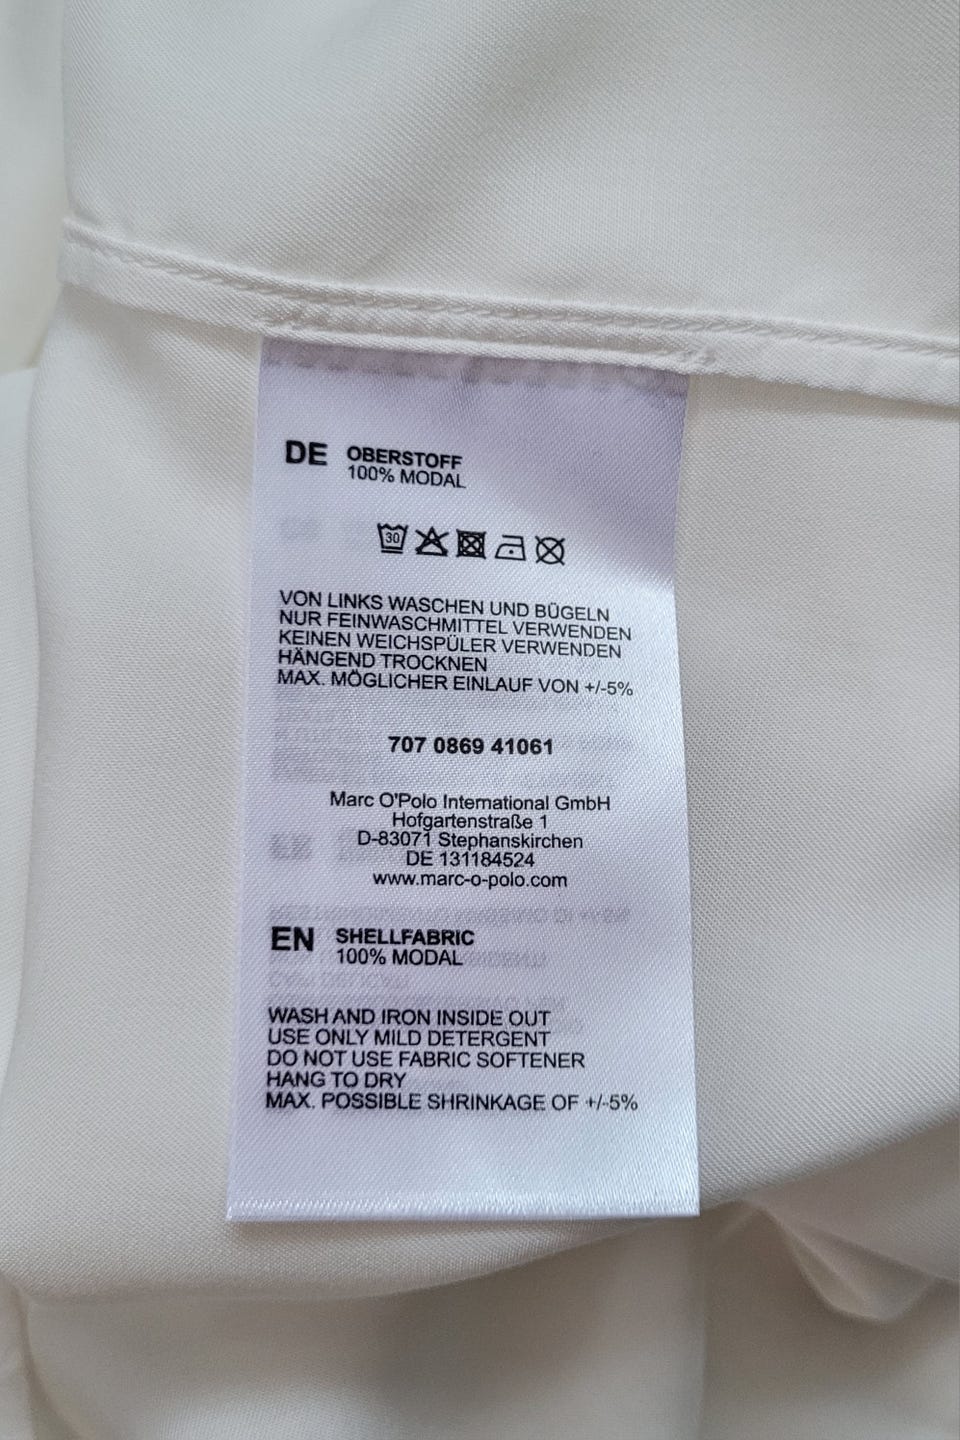 DE OBERSTOFF
100% MODAL
30
VON LINKS WASCHEN UND BÜGELN
NUR FEINWASCHMITTEL VERWENDEN
KEINEN WEICHSPÜLER VERWENDEN
HÄNGEND TROCKNEN
MAX. MÖGLICHER EINLAUF VON +/-5%
707 0869 41061
Marc O'Polo International GmbH
Hofgartenstraße 1
D-83071 Stephanskirchen
DE 131184524
www.marc-o-polo.com
EN SHELLFABRIC
100% MODAL
WASH AND IRON INSIDE OUT
USE ONLY MILD DETERGENT
DO NOT USE FABRIC SOFTENER
HANG TO DRY
MAX. POSSIBLE SHRINKAGE OF +/-5%